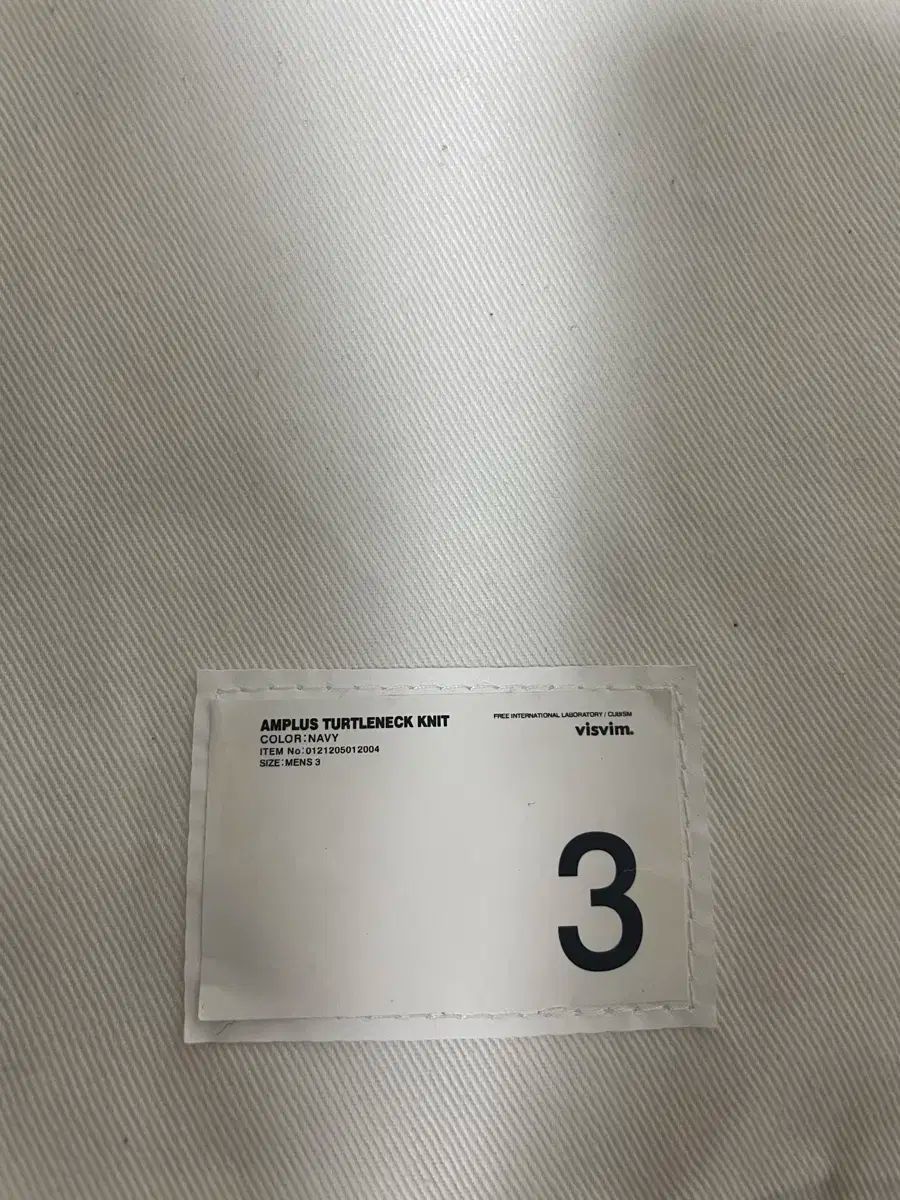 AMPLUS TURTLENECK KNIT
COLOR:NAVY
ITEM No:0121205012004
SIZE:MENS 3
FREE INTERNATIONAL LABORATORY / CUBISM
visvim.
3